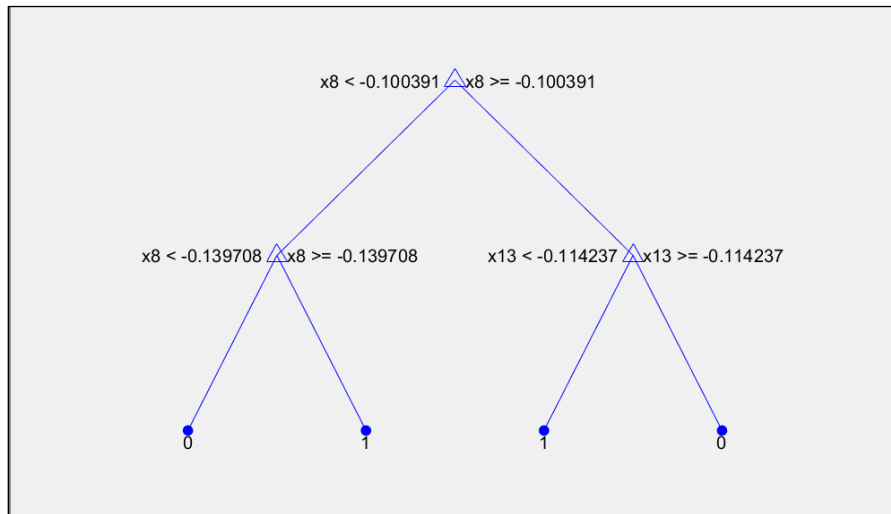 x8 < -0.100391 x8 >= -0.100391
x8 < -0.139708 x8 >= -0.139708 x13 < -0.114237 x13 >= -0.114237
0 1 1 0